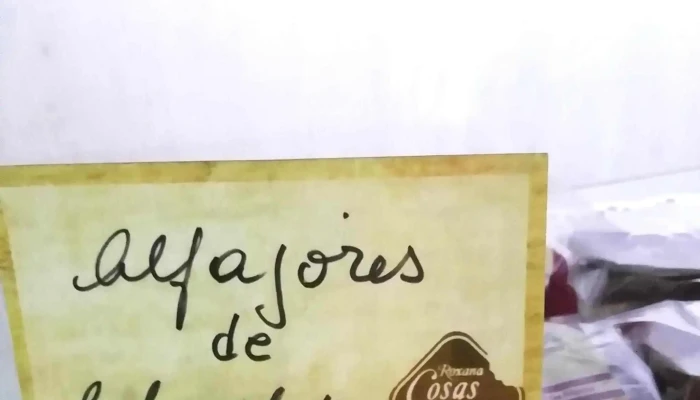 Alfajores
de
Roxana
Cosas